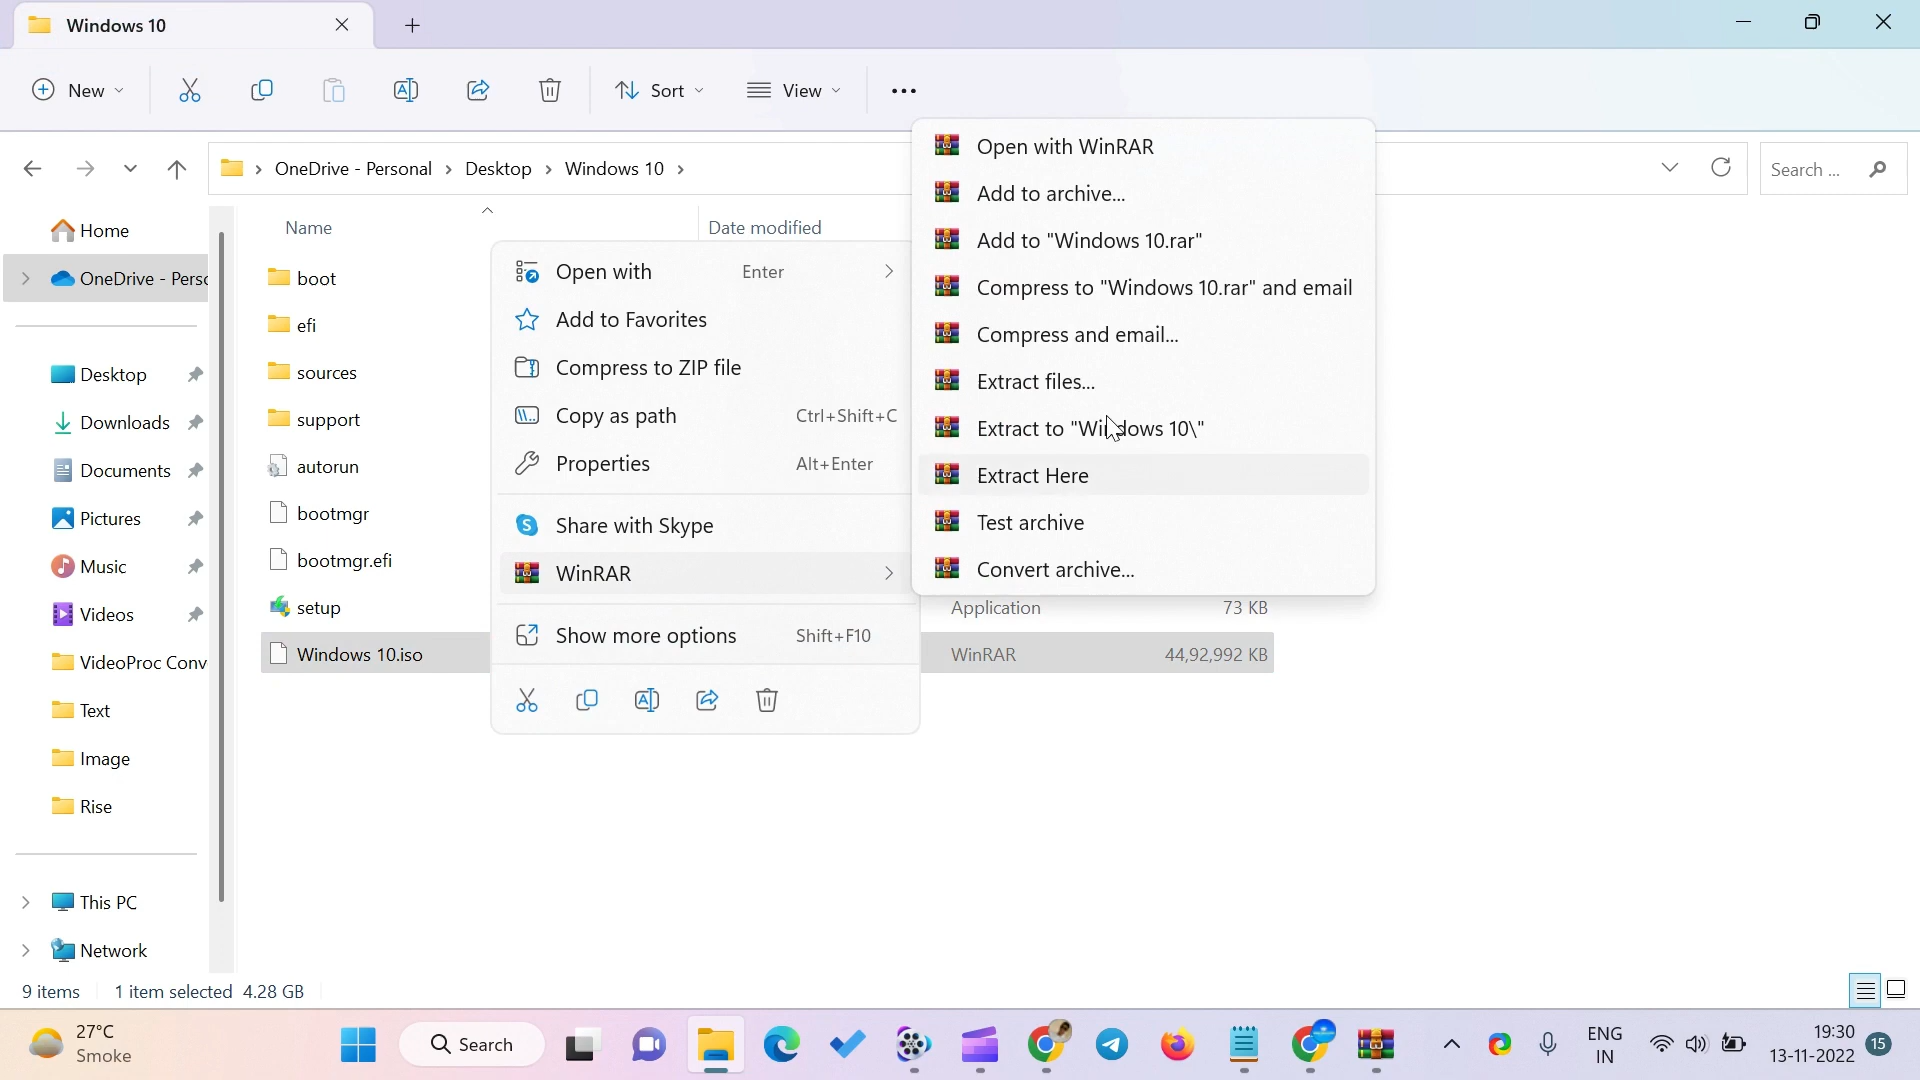 Windows 10
New
Sort
View
OneDrive - Personal
Desktop
Windows 10
Search ...
Home
OneDrive - Perso
Desktop
Downloads
Documents
Pictures
Music
Videos
VideoProc Conv
Text
Image
Rise
This PC
Network
Name
Date modified
boot
efi
sources
support
autorun
bootmgr
bootmgr.efi
setup
Application
73 KB
Windows 10.iso
WinRAR
44,92,992 KB
Open with
Enter
Add to Favorites
Compress to ZIP file
Copy as path
Ctrl+Shift+C
Properties
Alt+Enter
Share with Skype
WinRAR
Show more options
Shift+F10
Open with WinRAR
Add to archive...
Add to "Windows 10.rar"
Compress to "Windows 10.rar" and email
Compress and email...
Extract files...
Extract to "Windows 10\"
Extract Here
Test archive
Convert archive...
9 items
1 item selected 4.28 GB
27°C
Smoke
Search
ENG
IN
19:30
13-11-2022
15